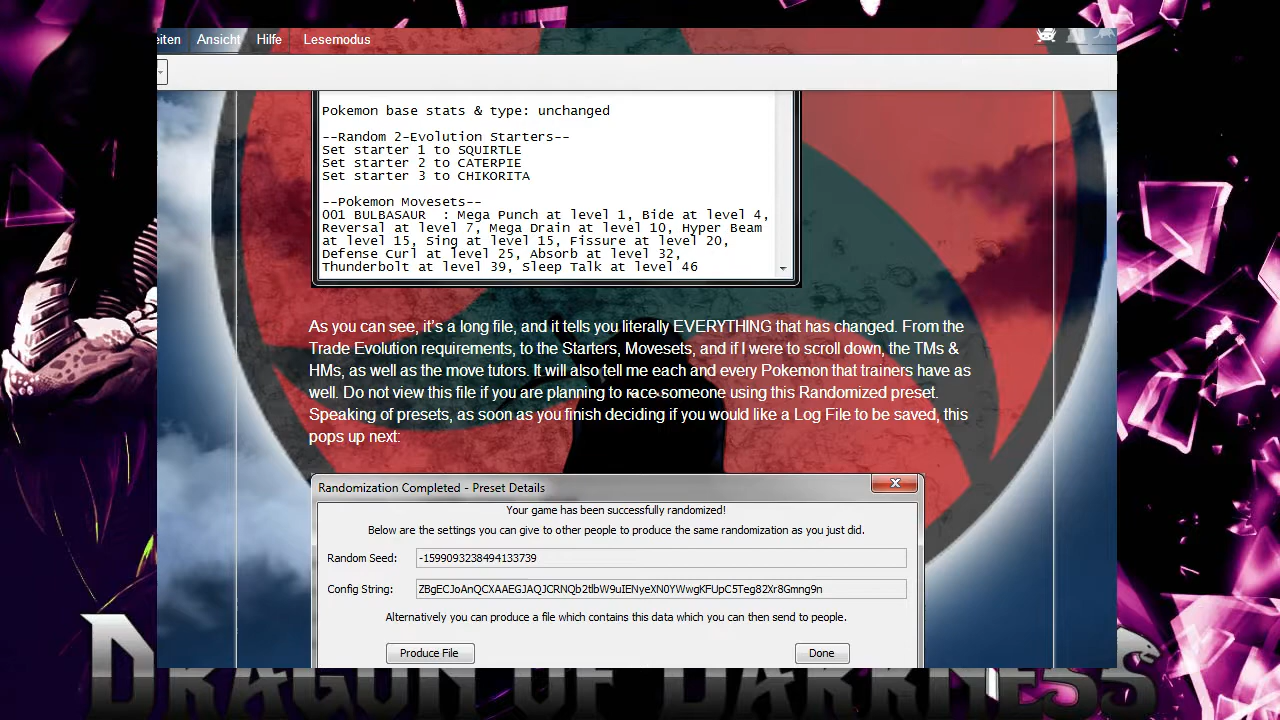 eiten Ansicht Hilfe Lesemodus
Pokemon base stats & type: unchanged
--Random 2-Evolution Starters--
Set starter 1 to SQUIRTLE
Set starter 2 to CATERPIE
Set starter 3 to CHIKORITA
--Pokemon Movesets--
001 BULBASAUR : Mega Punch at level 1, Bide at level 4,
Reversal at level 7, Mega Drain at level 10, Hyper Beam
at level 15, Sing at level 15, Fissure at level 20,
Defense Curl at level 25, Absorb at level 32,
Thunderbolt at level 39, Sleep Talk at level 46
As you can see, it's a long file, and it tells you literally EVERYTHING that has changed. From the
Trade Evolution requirements, to the Starters, Movesets, and if I were to scroll down, the TMs &
HMs, as well as the move tutors. It will also tell me each and every Pokemon that trainers have as
well. Do not view this file if you are planning to race someone using this Randomized preset.
Speaking of presets, as soon as you finish deciding if you would like a Log File to be saved, this
pops up next:
Randomization Completed - Preset Details
Your game has been successfully randomized!
Below are the settings you can give to other people to produce the same randomization as you just did.
Random Seed: -1599093238494133739
Config String: ZBgECJoAnQCXAAEGJAQJCRNQb2tlbW9uIENyeXN0YWwgKFUpC5Teg82Xr8Gmng9n
Alternatively you can produce a file which contains this data which you can then send to people.
Produce File Done
DRAGON OF DARKNESS